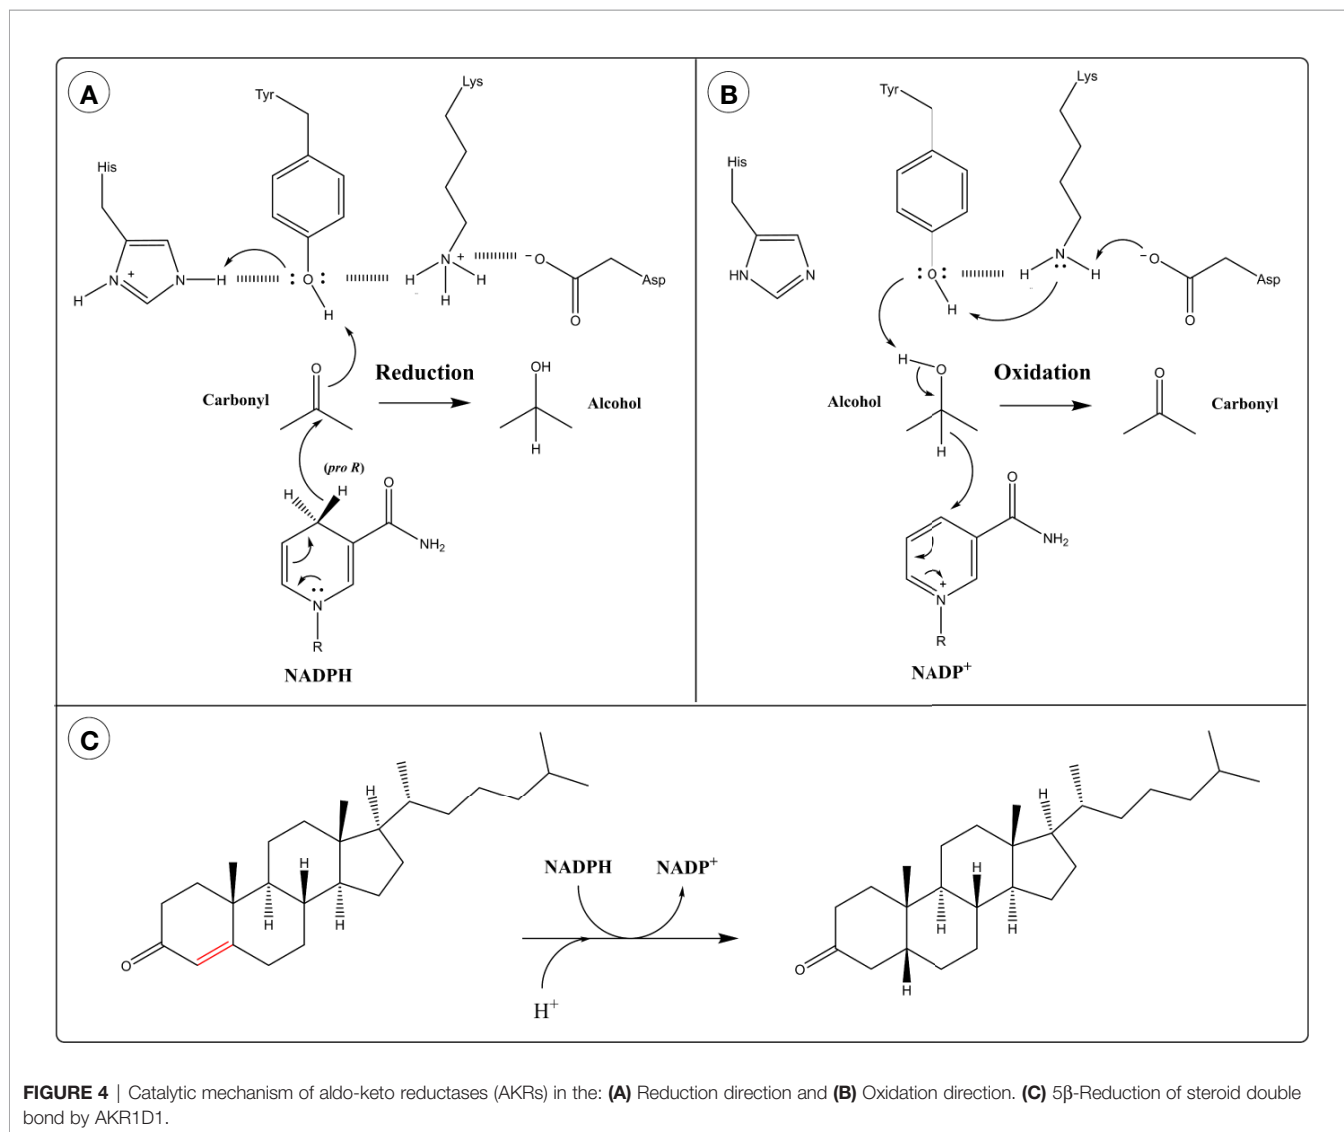 A
Tyr
Lys
His
H
N
+
N
H
O
H
N
+
H
H
H
-
O
O
Asp
O
Carbonyl
Reduction
OH
Alcohol
H
(pro R)
H
H
O
NH2
N
R
NADPH
B
Tyr
Lys
His
HN
N
O
H
N
H
H
-
O
O
Asp
H
O
Alcohol
H
Oxidation
O
Carbonyl
O
NH2
+
N
R
NADP+
C
H
H
H
H
O
NADPH
NADP+
H+
H
H
H
H
O
H
FIGURE 4 | Catalytic mechanism of aldo-keto reductases (AKRs) in the: (A) Reduction direction and (B) Oxidation direction. (C) 5β-Reduction of steroid double
bond by AKR1D1.